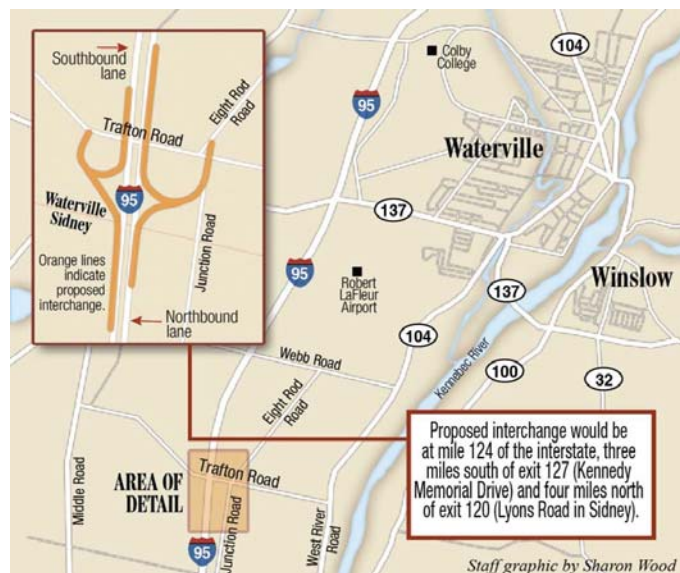 Southbound
lane
Trafton Road
Eight Rod
Road
95
Waterville
Sidney
Orange lines
indicate
proposed
interchange.
Junction Road
Northbound
lane
Colby
College
104
95
Waterville
137
95
Robert
LaFleur
Airport
Winslow
137
104
Kennebec River
100
32
Webb Road
Eight Rod
Road
Middle Road
AREA OF
DETAIL
Trafton Road
Junction Road
West River
Road
95
Proposed interchange would be
at mile 124 of the interstate, three
miles south of exit 127 (Kennedy
Memorial Drive) and four miles north
of exit 120 (Lyons Road in Sidney).
Staff graphic by Sharon Wood